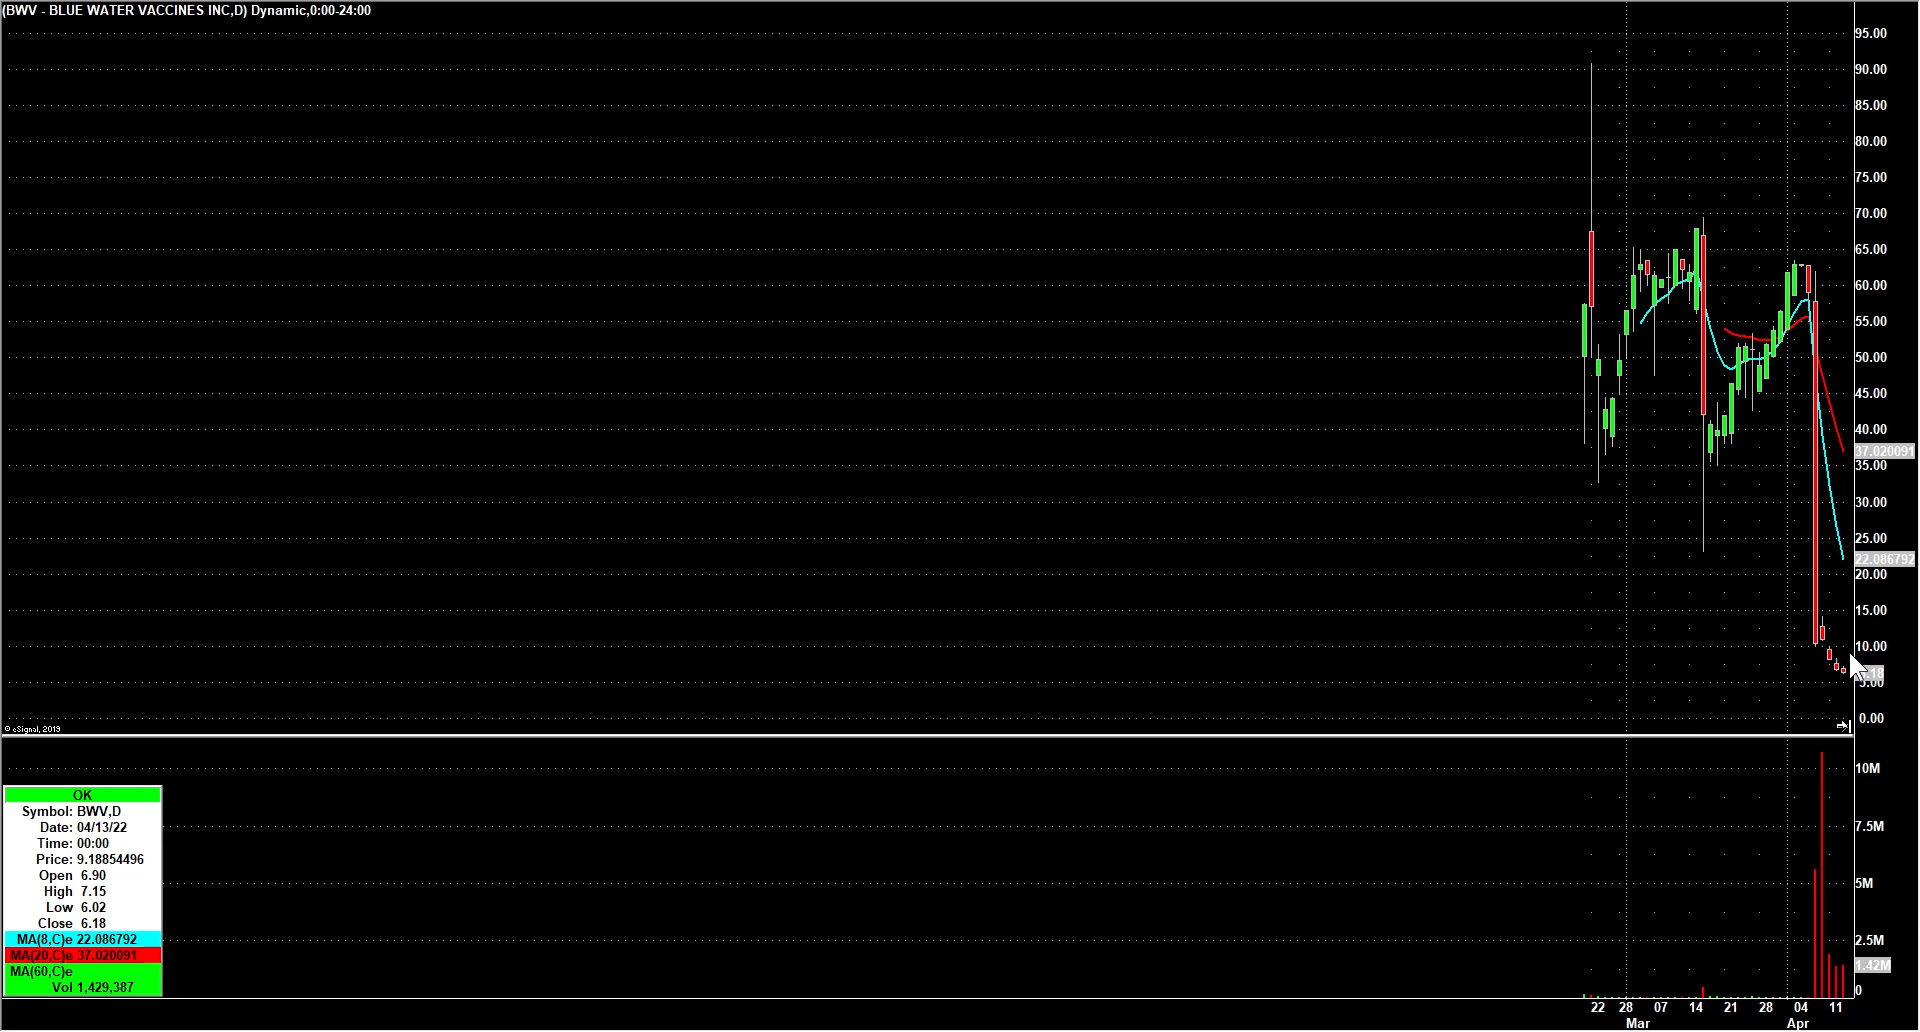 (BWV - BLUE WATER VACCINES INC,D) Dynamic,0:00-24:00
95.00
90.00
85.00
80.00
75.00
70.00
65.00
60.00
55.00
50.00
45.00
40.00
37.020091
35.00
30.00
25.00
22.086792
20.00
15.00
10.00
.18
5.00
0.00
© eSignal, 2019
10M
7.5M
5M
2.5M
1.42M
0
OK
Symbol: BWV,D
Date: 04/13/22
Time: 00:00
Price: 9.18854496
Open 6.90
High 7.15
Low 6.02
Close 6.18
MA(8,C)e 22.086792
MA(20,C)e 37.020091
MA(60,C)e
Vol 1,429,387
22 28 07 14 21 28 04 11
Mar Apr